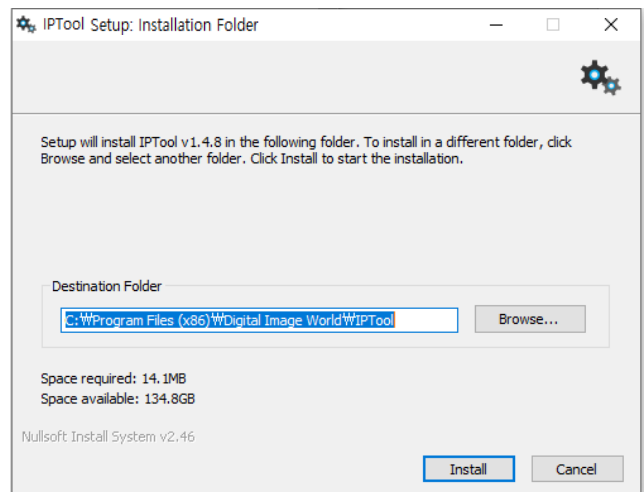 IPTool Setup: Installation Folder
Setup will install IPTool v1.4.8 in the following folder. To install in a different folder, click
Browse and select another folder. Click Install to start the installation.
Destination Folder
C:₩Program Files (x86)₩Digital Image World₩IPTool
Browse...
Space required: 14.1MB
Space available: 134.8GB
Nullsoft Install System v2.46
Install
Cancel